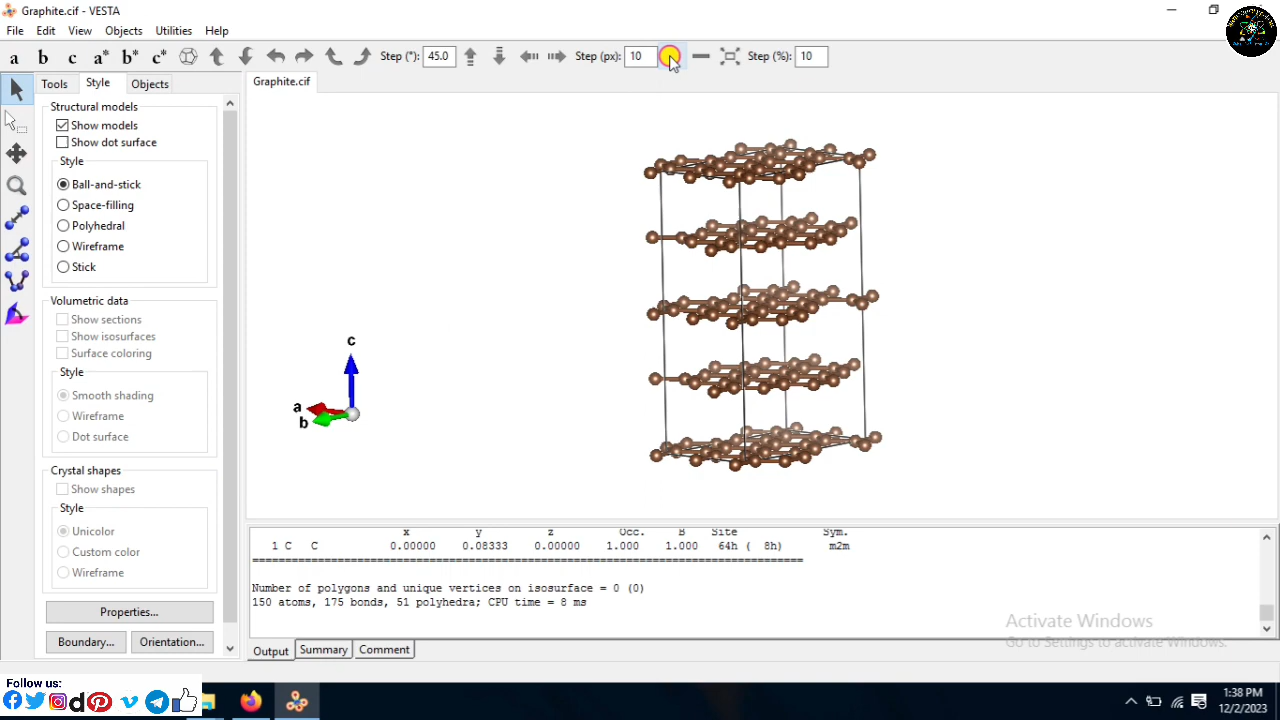 Graphite.cif - VESTA
File Edit View Objects Utilities Help
a b c a* b* c* Step (°): 45.0 Step (px): 10 Step (%): 10
Tools Style Objects
Graphite.cif
Structural models
Show models
Show dot surface
Style
Ball-and-stick
Space-filling
Polyhedral
Wireframe
Stick
Volumetric data
Show sections
Show isosurfaces
Surface coloring
Style
Smooth shading
Wireframe
Dot surface
Crystal shapes
Show shapes
Style
Unicolor
Custom color
Wireframe
Properties...
Boundary... Orientation...
c
a
b
x y z Occ. B Site Sym.
1 C C 0.00000 0.08333 0.00000 1.000 1.000 64h ( 8h) m2m
================================================================================
Number of polygons and unique vertices on isosurface = 0 (0)
150 atoms, 175 bonds, 51 polyhedra; CPU time = 8 ms
Activate Windows
Go to Settings to activate Windows.
Output Summary Comment
Follow us:
1:38 PM
12/2/2023